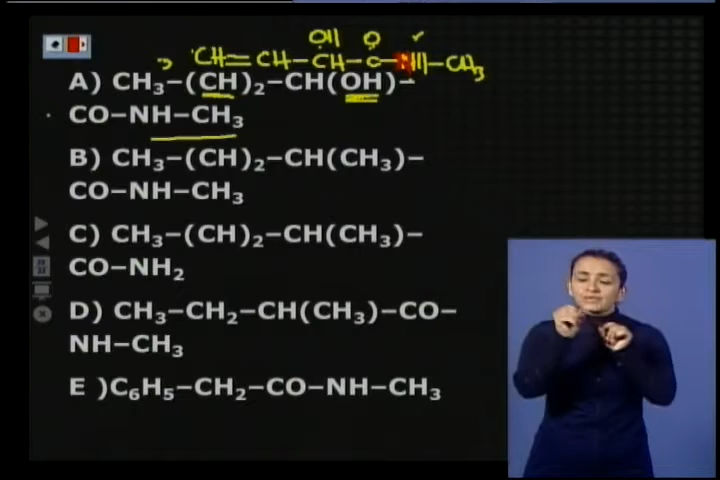 OH O
CH=CH-CH-C-NH-CH3
A) CH3-(CH)2-CH(OH)-
CO-NH-CH3
B) CH3-(CH)2-CH(CH3)-
CO-NH-CH3
C) CH3-(CH)2-CH(CH3)-
CO-NH2
D) CH3-CH2-CH(CH3)-CO-
NH-CH3
E )C6H5-CH2-CO-NH-CH3